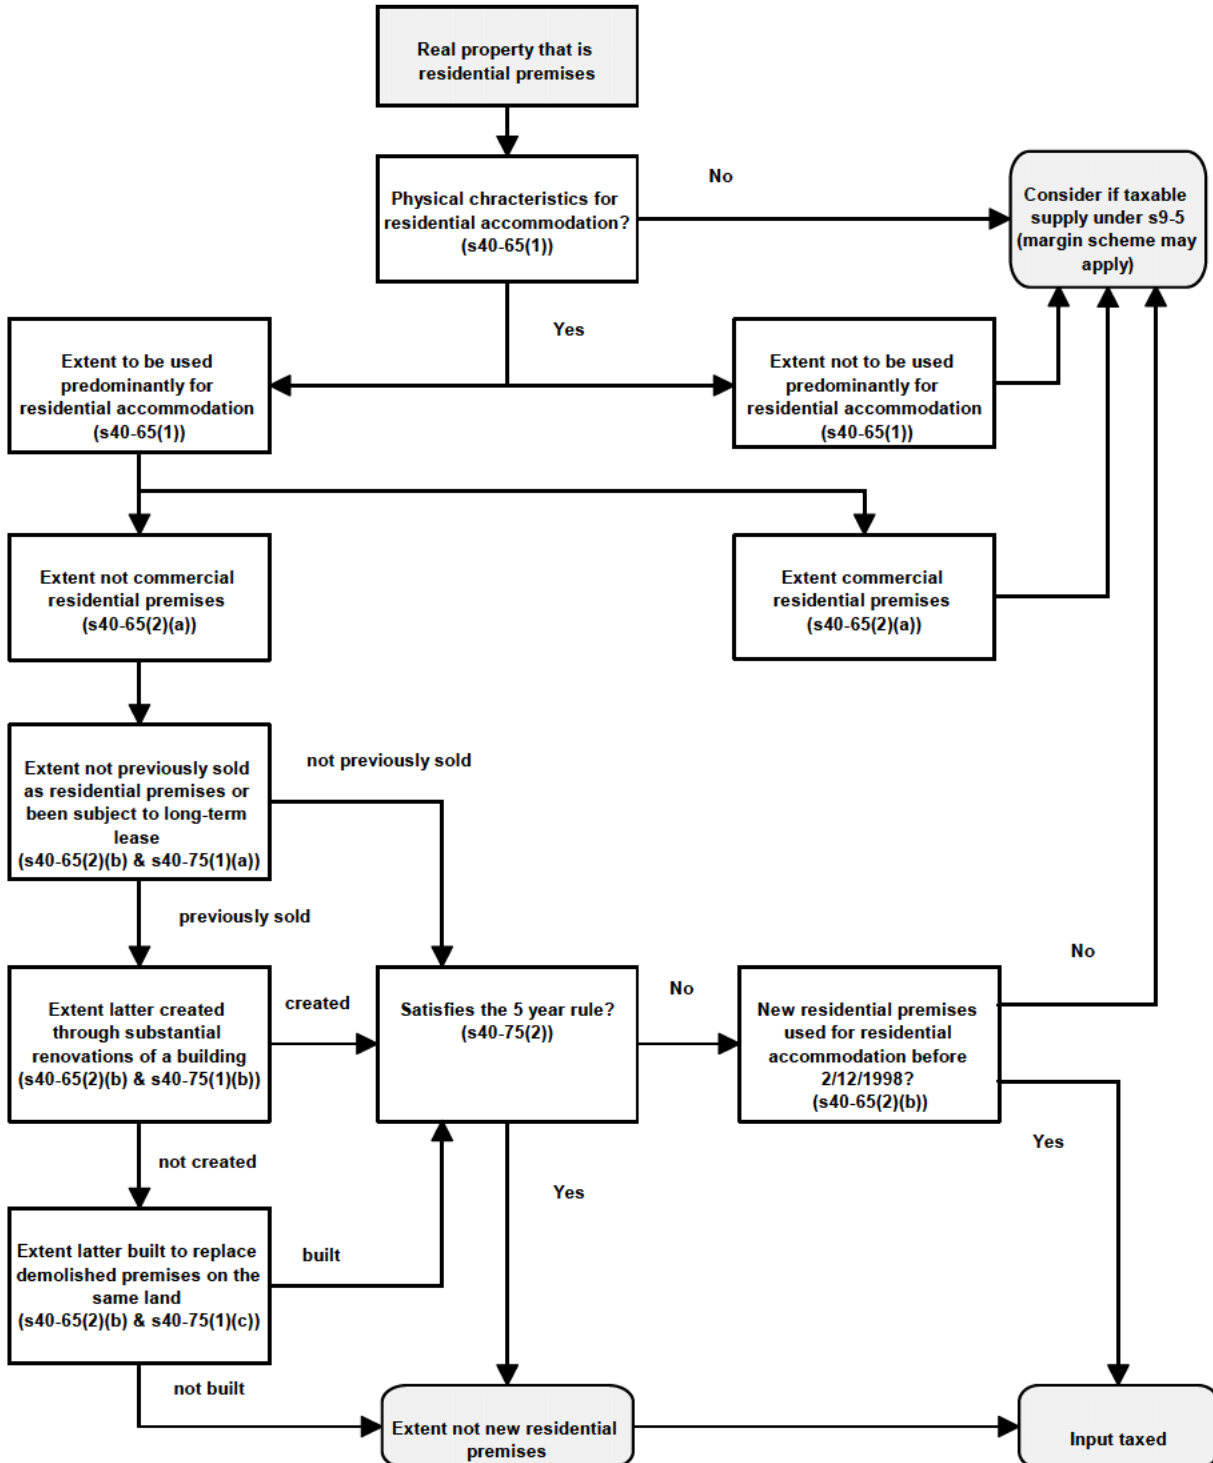 Real property that is
residential premises
Physical chracteristics for
residential accommodation?
(s40-65(1))
No
Consider if taxable
supply under s9-5
(margin scheme may
apply)
Yes
Extent to be used
predominantly for
residential accommodation
(s40-65(1))
Extent not to be used
predominantly for
residential accommodation
(s40-65(1))
Extent not commercial
residential premises
(s40-65(2)(a))
Extent commercial
residential premises
(s40-65(2)(a))
Extent not previously sold
as residential premises or
been subject to long-term
lease
(s40-65(2)(b) & s40-75(1)(a))
not previously sold
previously sold
Extent latter created
through substantial
renovations of a building
(s40-65(2)(b) & s40-75(1)(b))
created
Satisfies the 5 year rule?
(s40-75(2))
No
New residential premises
used for residential
accommodation before
2/12/1998?
(s40-65(2)(b))
No
Yes
not created
Yes
Extent latter built to replace
demolished premises on the
same land
(s40-65(2)(b) & s40-75(1)(c))
built
not built
Extent not new residential
premises
Input taxed